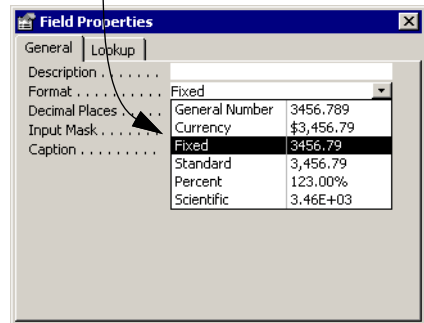 Field Properties
General Lookup
Description . . . . . . .
Format . . . . . . . . . . Fixed
Decimal Places . . . . . General Number 3456.789
Input Mask . . . . . . Currency $3,456.79
Caption . . . . . . . . . Fixed 3456.79
Standard 3,456.79
Percent 123.00%
Scientific 3.46E+03